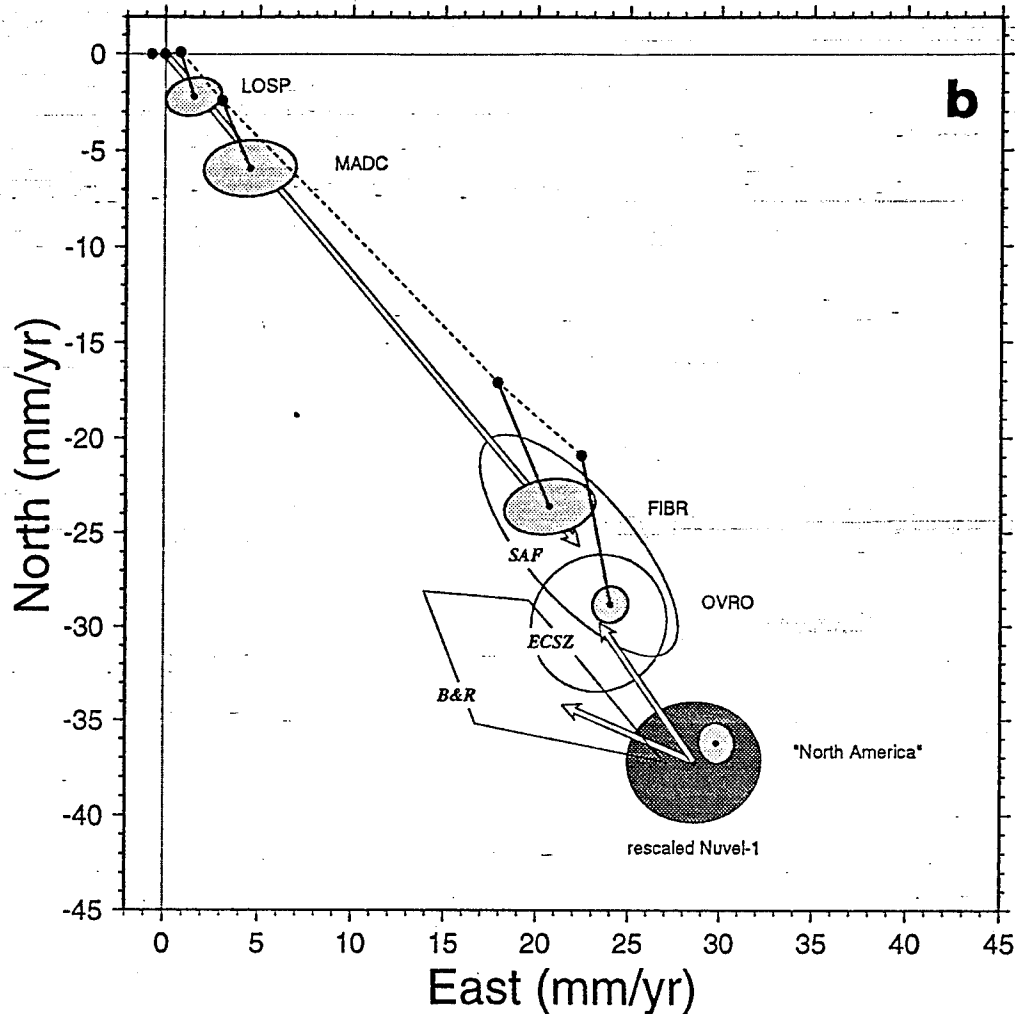 b
0
-5
-10
-15
-20
-25
-30
-35
-40
-45
North (mm/yr)
LOSP
MADC
FIBR
SAF
OVRO
ECSZ
B&R
"North America"
rescaled Nuvel-1
0 5 10 15 20 25 30 35 40 45
East (mm/yr)